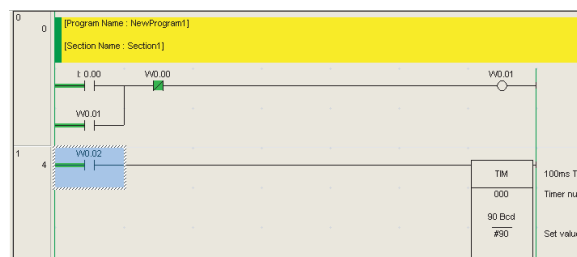 0
0
[Program Name : NewProgram1]
[Section Name : Section1]
I: 0.00 W0.00 W0.01
W0.01
1 W0.02
4
TIM 100ms T
000 Timer nu
90 Bcd
#90 Set value